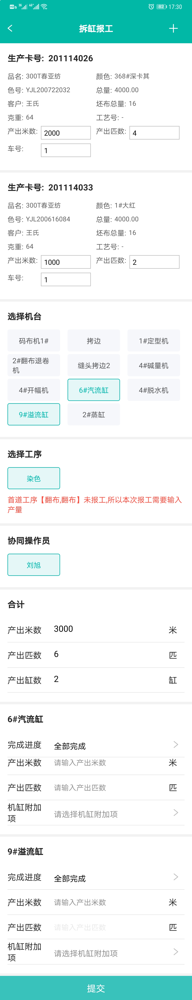 HD 3G 4G+ 82 17:30
拆缸报工
生产卡号: 201114026
品名: 300T春亚纺 颜色: 368#深卡其
色号: YJL200722032 总量: 4000.00
客户: 王氏 坯布总量: 16
克重: 64 工艺号: -
产出米数: 2000 产出匹数: 4
车号: 1
生产卡号: 201114033
品名: 300T春亚纺 颜色: 1#大红
色号: YJL200616084 总量: 4000.00
客户: 王氏 坯布总量: 16
克重: 64 工艺号: -
产出米数: 1000 产出匹数: 2
车号: 1
选择机台
码布机1# 拷边 1#定型机
2#翻布退卷
机 缝头拷边2 4#碱量机
4#开幅机 6#汽流缸 4#脱水机
9#溢流缸 2#蒸缸
选择工序
染色
首道工序【翻布,翻布】未报工,所以本次报工需要输入
产量
协同操作员
刘旭
合计
产出米数 3000 米
产出匹数 6 匹
产出缸数 2 缸
6#汽流缸
完成进度 全部完成
产出米数 请输入产出米数 米
产出匹数 请输入产出匹数 匹
机缸附加
项 请选择机缸附加项
9#溢流缸
完成进度 全部完成
产出米数 请输入产出米数 米
产出匹数 请输入产出匹数 匹
机缸附加
项 请选择机缸附加项
提交